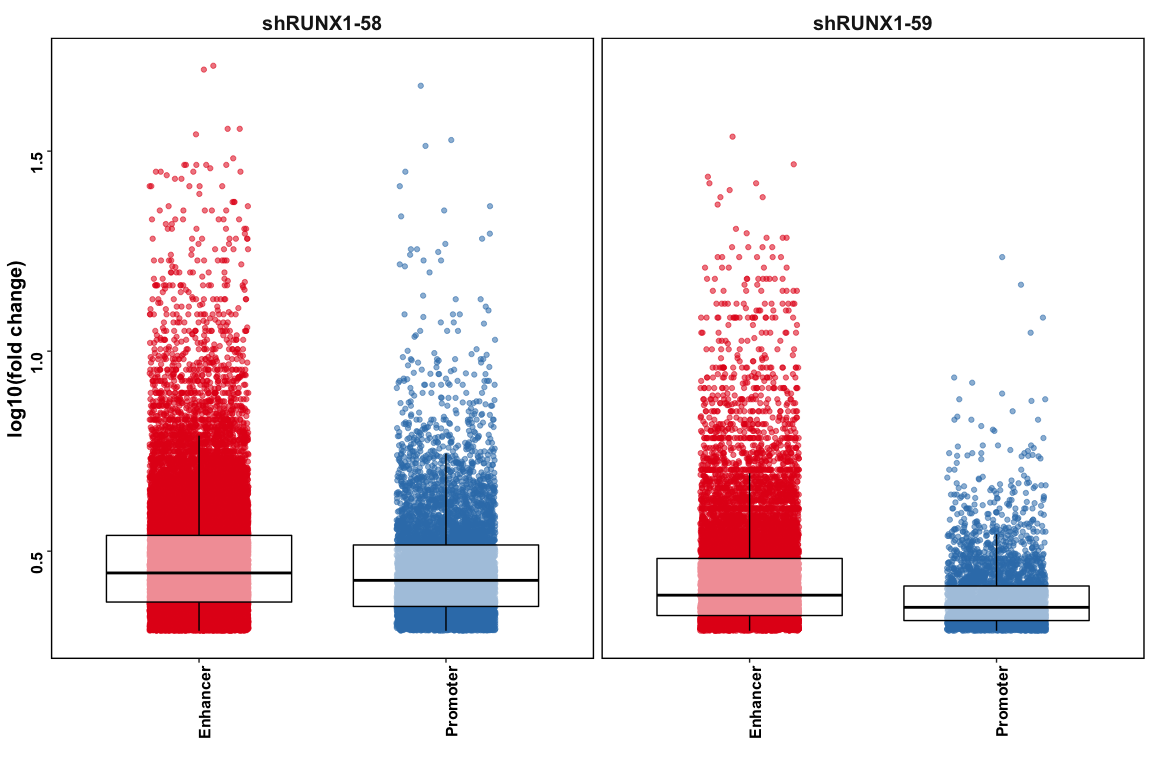 shRUNX1-58
shRUNX1-59
log10(fold change)
1.5
1.0
0.5
Enhancer
Promoter
Enhancer
Promoter